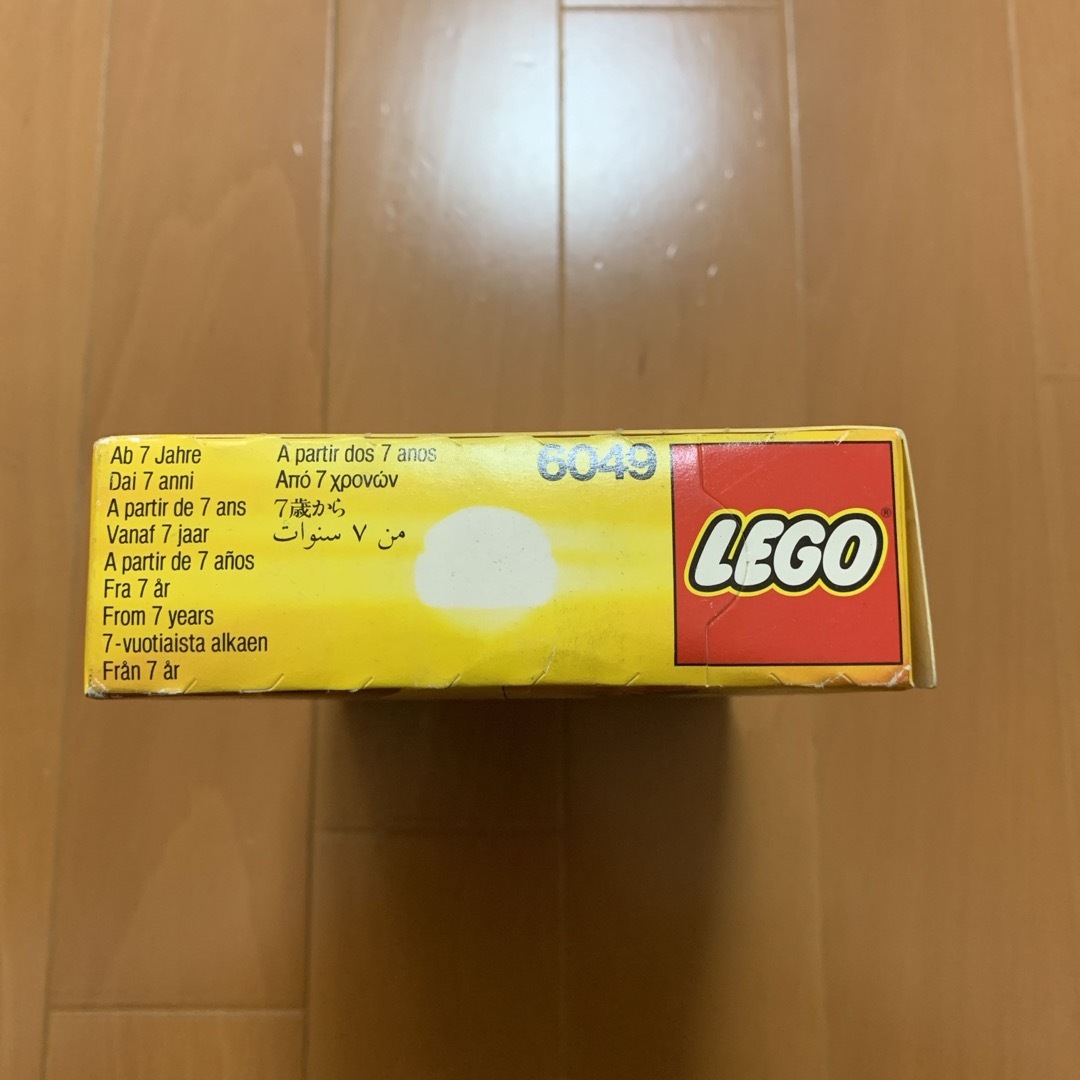 Ab 7 Jahre
Dai 7 anni
A partir de 7 ans
Vanaf 7 jaar
A partir de 7 años
Fra 7 år
From 7 years
7-vuotiaista alkaen
Från 7 år
A partir dos 7 anos
Από 7 χρονών
7歳から
من ٧ سنوات
6049
LEGO®